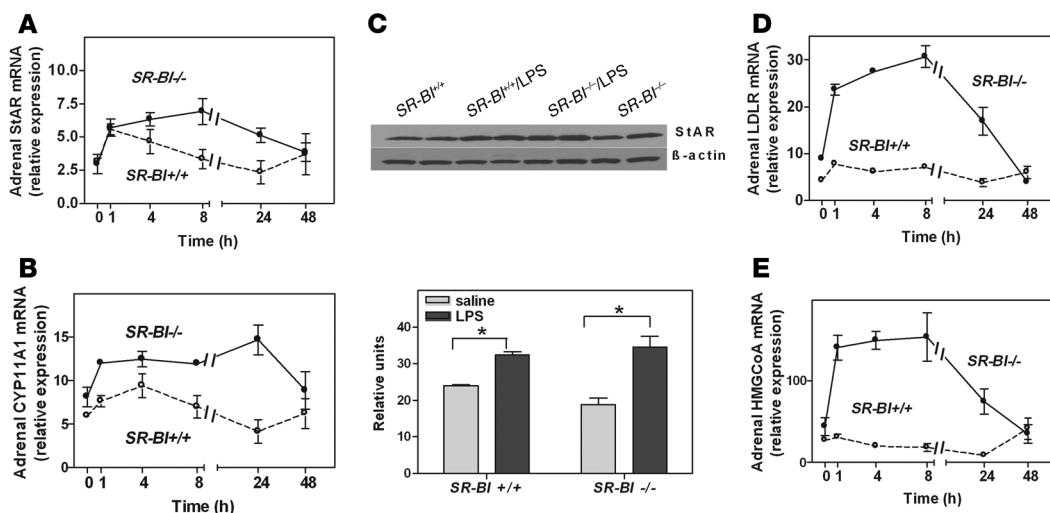 A
Adrenal StAR mRNA
(relative expression)
10.0
7.5
5.0
2.5
0.0
SR-BI-/-
SR-BI+/+
0 1 4 8 24 48
Time (h)
B
Adrenal CYP11A1 mRNA
(relative expression)
15
10
5
0
SR-BI-/-
SR-BI+/+
0 1 4 8 24 48
Time (h)
C
SR-BI+/+
SR-BI+/+/LPS
SR-BI-/-/LPS
SR-BI-/-
StAR
ß-actin
saline
LPS
Relative units
40
30
20
10
0
*
*
SR-BI +/+
SR-BI -/-
D
Adrenal LDLR mRNA
(relative expression)
30
20
10
0
SR-BI-/-
SR-BI+/+
0 1 4 8 24 48
Time (h)
E
Adrenal HMGCoA mRNA
(relative expression)
100
0
SR-BI-/-
SR-BI+/+
0 1 4 8 24 48
Time (h)